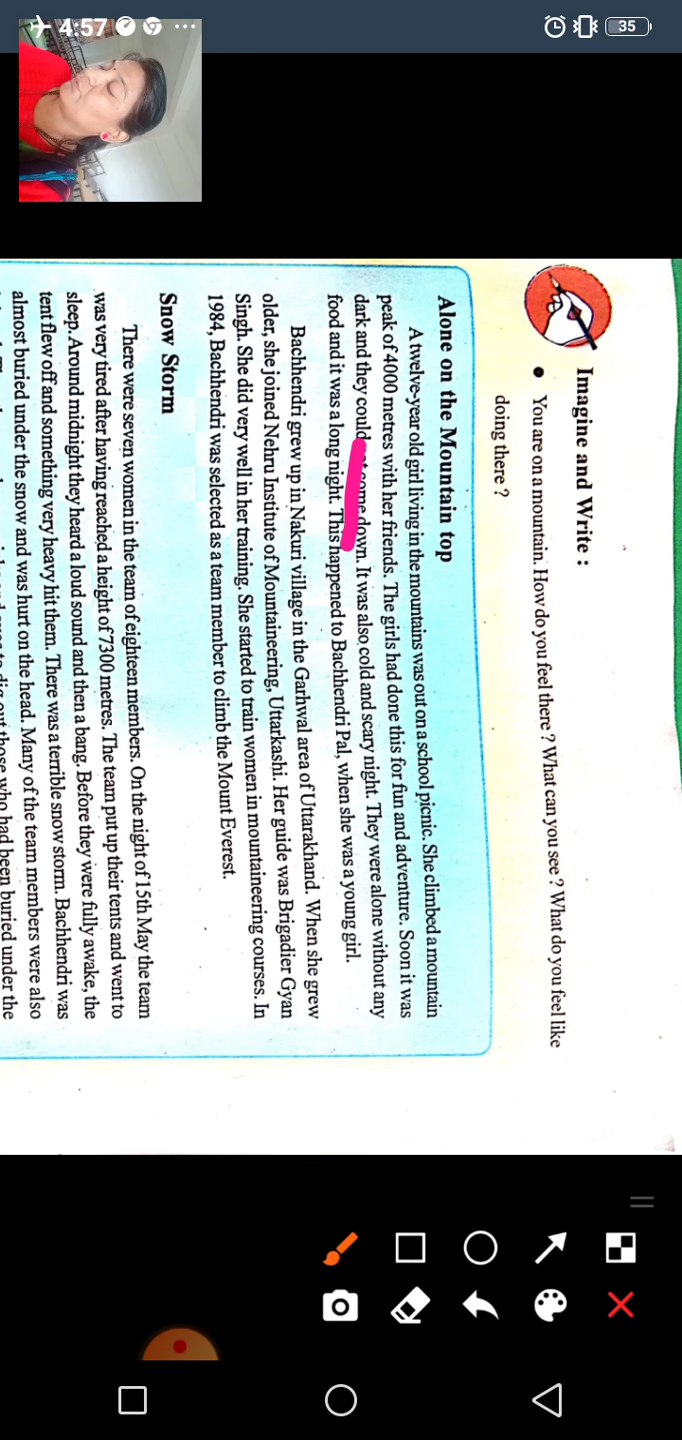 4:57
35
Imagine and Write :
● You are on a mountain. How do you feel there ? What can you see ? What do you feel like
doing there ?
Alone on the Mountain top
A twelve-year old girl living in the mountains was out on a school picnic. She climbed a mountain
peak of 4000 metres with her friends. The girls had done this for fun and adventure. Soon it was
dark and they could not come down. It was also cold and scary night. They were alone without any
food and it was a long night. This happened to Bachhendri Pal, when she was a young girl.
Bachhendri grew up in Nakuri village in the Garhwal area of Uttarakhand. When she grew
older, she joined Nehru Institute of Mountaineering, Uttarkashi. Her guide was Brigadier Gyan
Singh. She did very well in her training. She started to train women in mountaineering courses. In
1984, Bachhendri was selected as a team member to climb the Mount Everest.
Snow Storm
There were seven women in the team of eighteen members. On the night of 15th May the team
was very tired after having reached a height of 7300 metres. The team put up their tents and went to
sleep. Around midnight they heard a loud sound and then a bang. Before they were fully awake, the
tent flew off and something very heavy hit them. There was a terrible snow storm. Bachhendri was
almost buried under the snow and was hurt on the head. Many of the team members were also
to dig out those who had been buried under the